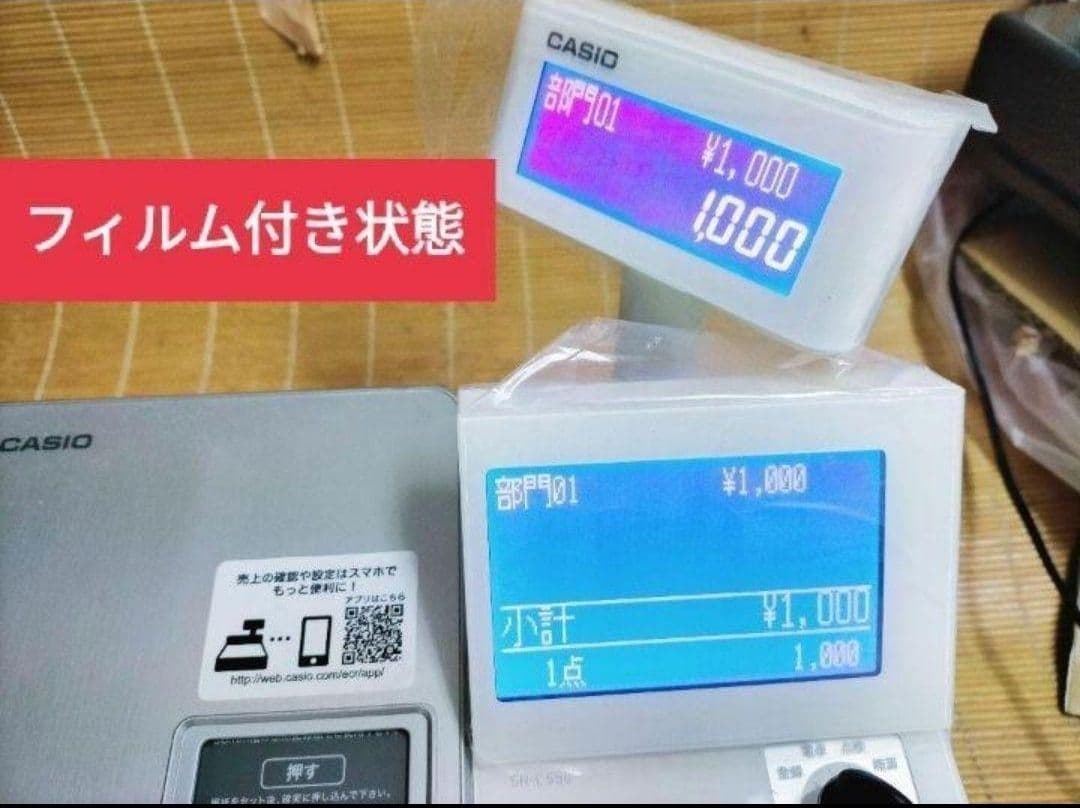 CASIO
部門01
¥1,000
1,000
フィルム付き状態
CASIO
部門01 ¥1,000
小計 ¥1,000
1点 1,000
売上の確認や設定はスマホで
もっと便利に!
アプリはこちら
http://web.casio.com/ecr/app/
押す